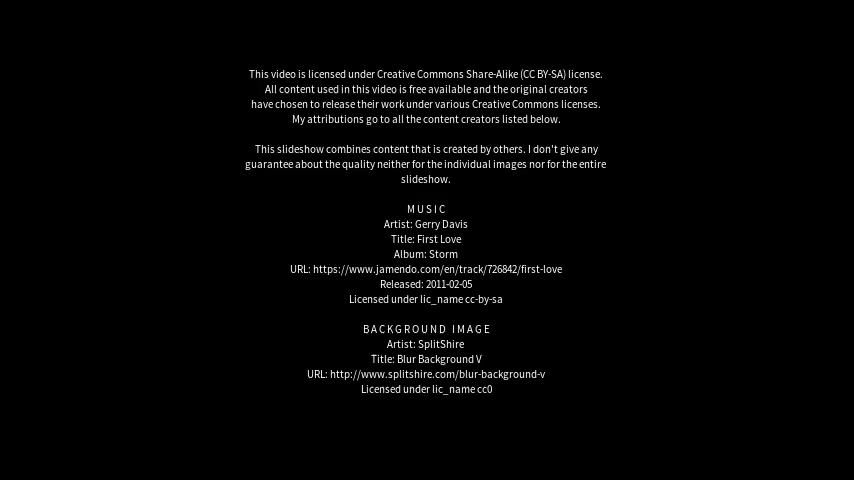 This video is licensed under Creative Commons Share-Alike (CC BY-SA) license.
All content used in this video is free available and the original creators
have chosen to release their work under various Creative Commons licenses.
My attributions go to all the content creators listed below.
This slideshow combines content that is created by others. I don't give any
guarantee about the quality neither for the individual images nor for the entire
slideshow.
MUSIC
Artist: Gerry Davis
Title: First Love
Album: Storm
URL: https://www.jamendo.com/en/track/726842/first-love
Released: 2011-02-05
Licensed under lic_name cc-by-sa
BACKGROUND IMAGE
Artist: SplitShire
Title: Blur Background V
URL: http://www.splitshire.com/blur-background-v
Licensed under lic_name cc0